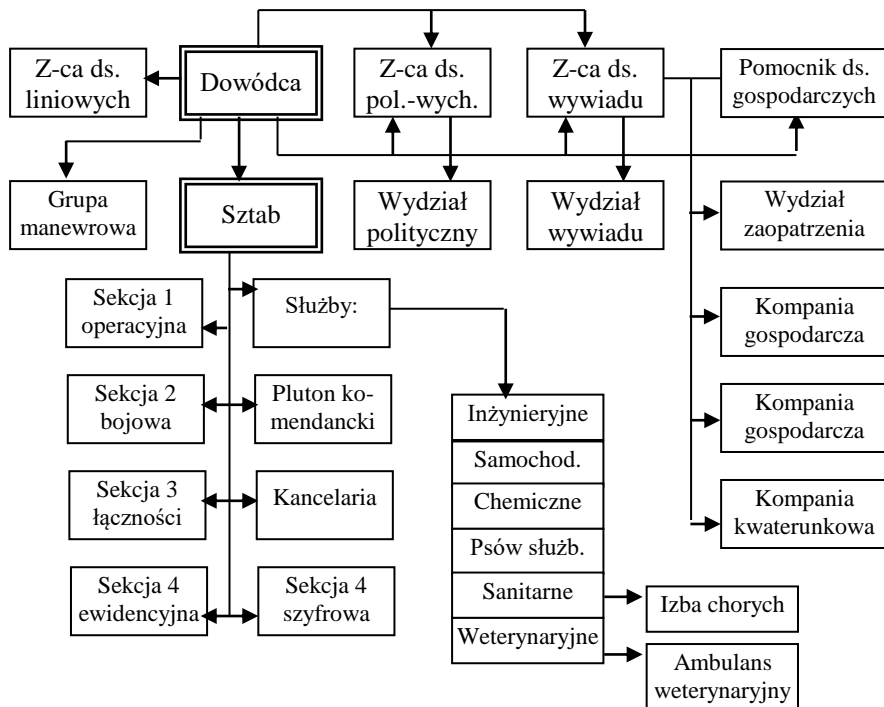 Z-ca ds.
liniowych
Dowódca
Z-ca ds.
pol.-wych.
Z-ca ds.
wywiadu
Pomocnik ds.
gospodarczych
Grupa
manewrowa
Sztab
Wydział
polityczny
Wydział
wywiadu
Wydział
zaopatrzenia
Sekcja 1
operacyjna
Służby:
Kompania
gospodarcza
Sekcja 2
bojowa
Pluton ko-
mendancki
Inżynieryjne
Kompania
gospodarcza
Samochod.
Sekcja 3
łączności
Kancelaria
Chemiczne
Kompania
kwaterunkowa
Psów służb.
Sekcja 4
ewidencyjna
Sekcja 4
szyfrowa
Sanitarne
Izba chorych
Weterynaryjne
Ambulans
weterynaryjny